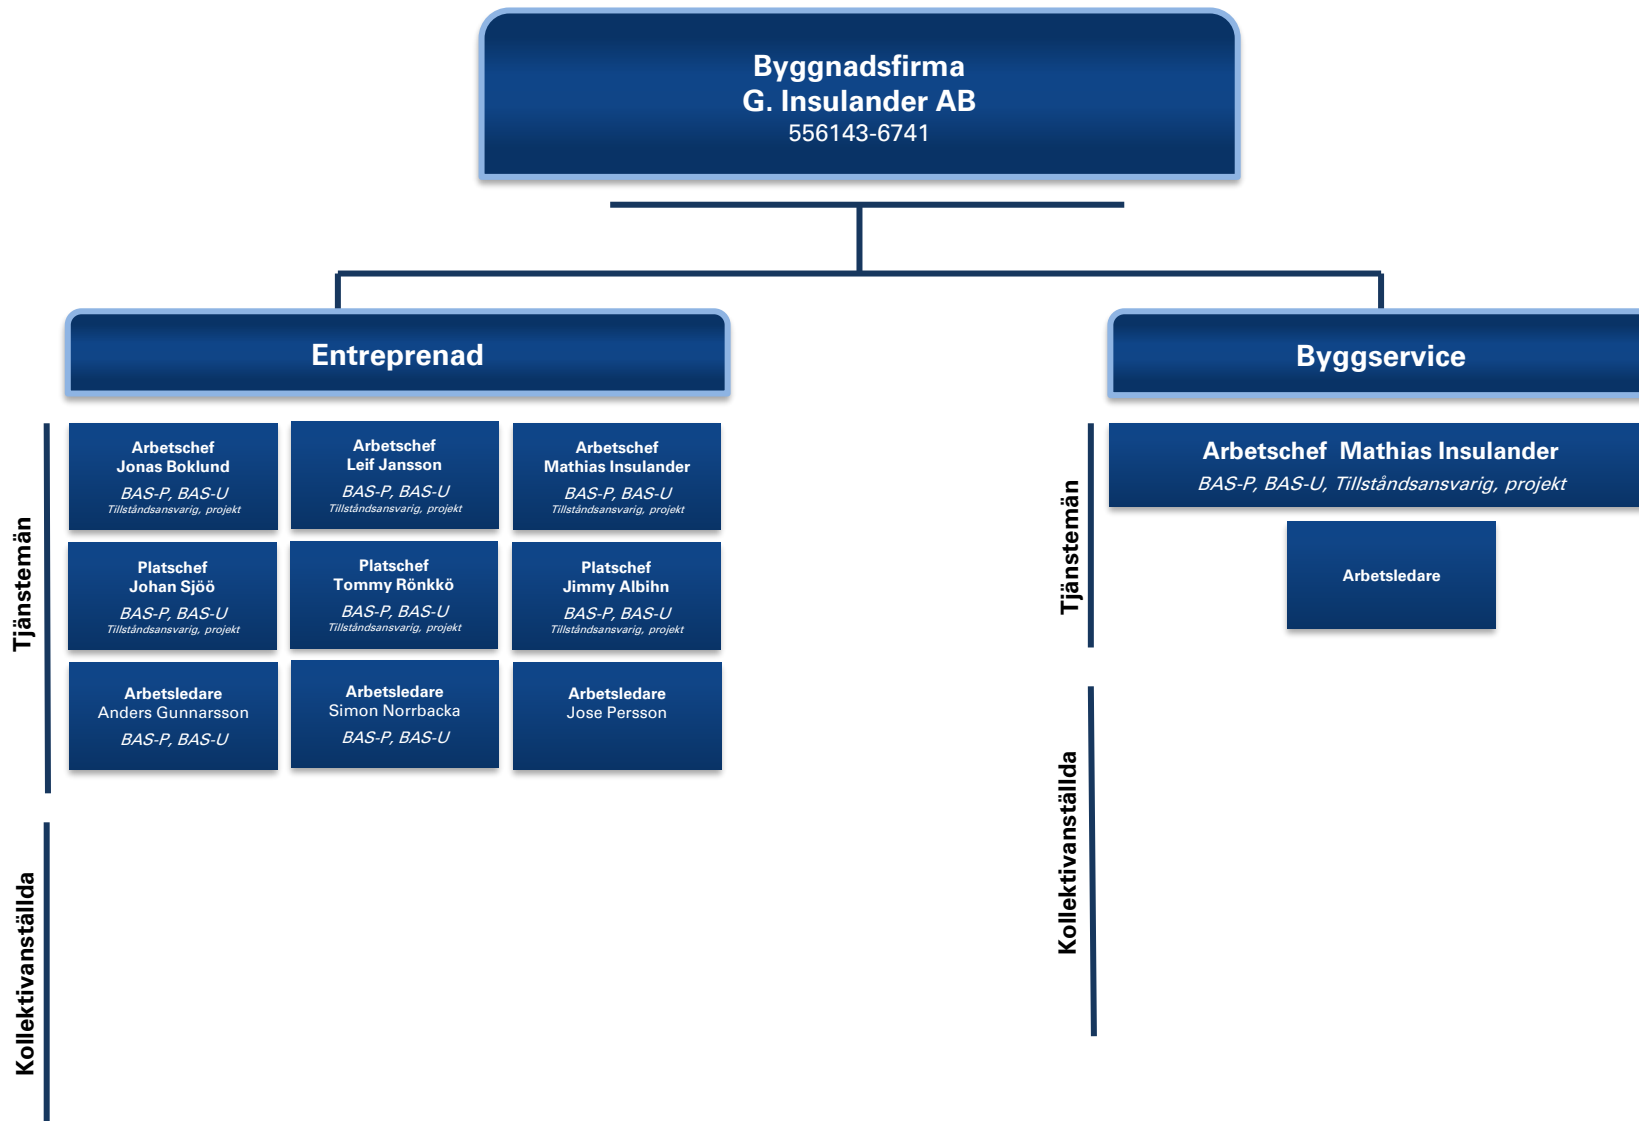 Byggnadsfirma
G. Insulander AB
556143-6741
Entreprenad
Tjänstemän
Arbetschef
Jonas Boklund
BAS-P, BAS-U
Tillståndsansvarig, projekt
Arbetschef
Leif Jansson
BAS-P, BAS-U
Tillståndsansvarig, projekt
Arbetschef
Mathias Insulander
BAS-P, BAS-U
Tillståndsansvarig, projekt
Platschef
Johan Sjöö
BAS-P, BAS-U
Tillståndsansvarig, projekt
Platschef
Tommy Rönkkö
BAS-P, BAS-U
Tillståndsansvarig, projekt
Platschef
Jimmy Albihn
BAS-P, BAS-U
Tillståndsansvarig, projekt
Arbetsledare
Anders Gunnarsson
BAS-P, BAS-U
Arbetsledare
Simon Norrbacka
BAS-P, BAS-U
Arbetsledare
Jose Persson
Kollektivanställda
Byggservice
Tjänstemän
Arbetschef  Mathias Insulander
BAS-P, BAS-U, Tillståndsansvarig, projekt
Arbetsledare
Kollektivanställda